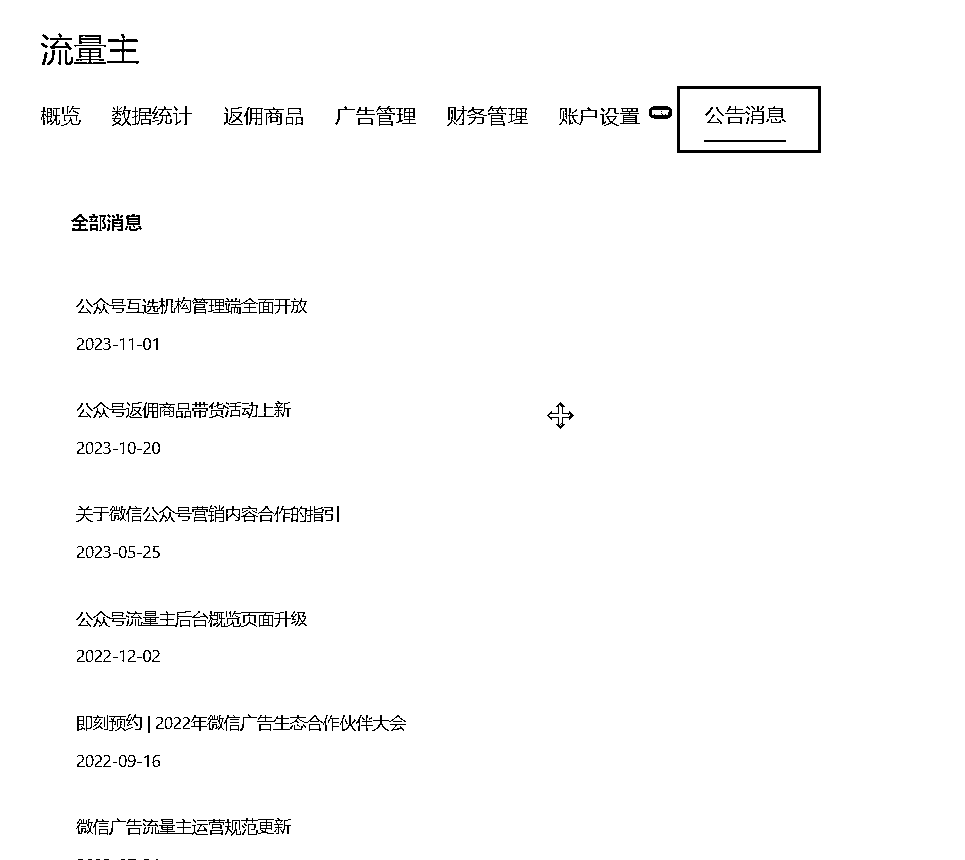 流量主
概览 数据统计 返佣商品 广告管理 财务管理 账户设置 公告消息
全部消息
公众号互选机构管理端全面开放
2023-11-01
公众号返佣商品带货活动上新
2023-10-20
关于微信公众号营销内容合作的指引
2023-05-25
公众号流量主后台概览页面升级
2022-12-02
即刻预约 | 2022年微信广告生态合作伙伴大会
2022-09-16
微信广告流量主运营规范更新